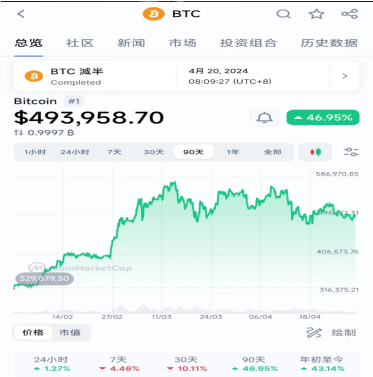 BTC
总览 社区 新闻 市场 投资组合 历史数据
BTC 减半
Completed
4月 20, 2024
08:09:27 (UTC+8)
Bitcoin #1
$493,958.70
46.95%
0.9997 ₿
1小时 24小时 7天 30天 90天 1年 全部
586,970.85
406,573.76
CoinMarketCap
329,879.30
316,375.21
14/02 27/02 11/03 24/03 06/04 18/04
价格 市值 绘制
24小时 7天 30天 90天 年初至今
1.27% 4.46% 10.11% 46.95% 43.14%